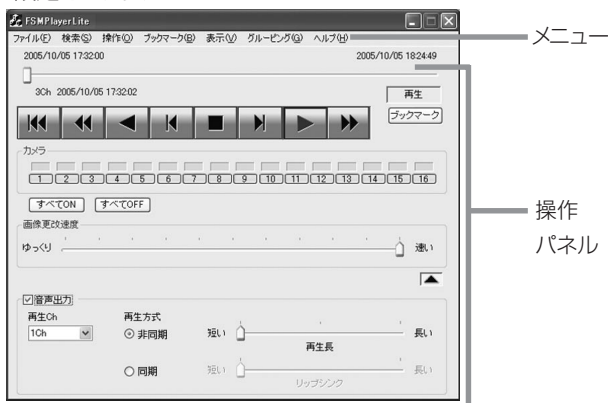 FSMPlayerLite
ファイル(F) 検索(S) 操作(O) ブックマーク(B) 表示(V) グルーピング(G) ヘルプ(H)
メニュー
2005/10/05 17:32:00 2005/10/05 18:24:49
3Ch 2005/10/05 17:32:02
再生
ブックマーク
カメラ
1 2 3 4 5 6 7 8 9 10 11 12 13 14 15 16
すべてON すべてOFF
操作
パネル
画像更改速度
ゆっくり 速い
音声出力
再生Ch 再生方式
1Ch 非同期 短い 長い
再生長
同期 短い 長い
リップシンク